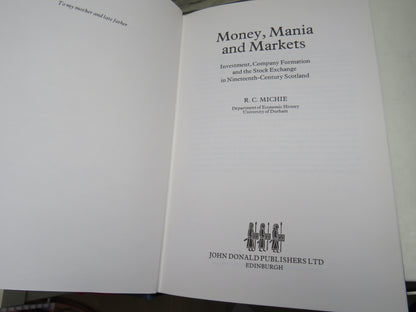 To my mother and late father
Money, Mania
and Markets
Investment, Company Formation
and the Stock Exchange
in Nineteenth-Century Scotland
R. C. MICHIE
Department of Economic History
University of Durham
JOHN DONALD PUBLISHERS LTD
EDINBURGH